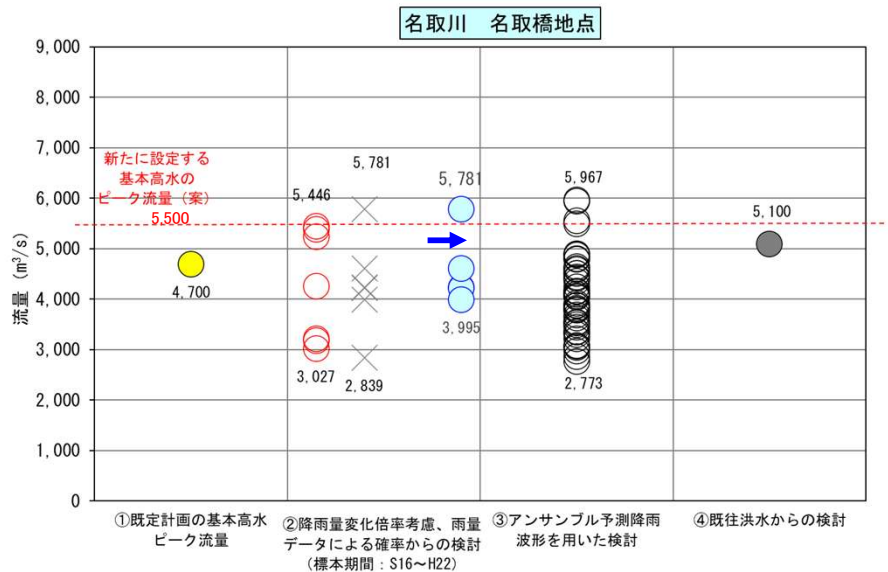 名取川　名取橋地点
9,000
8,000
7,000
6,000
5,000
4,000
3,000
2,000
1,000
0
流量（m³/s）
新たに設定する
基本高水の
ピーク流量（案）
5,500
4,700
5,446
3,027
5,781
2,839
5,781
3,995
5,967
2,773
5,100
①既定計画の基本高水
ピーク流量
②降雨量変化倍率考慮、雨量
データによる確率からの検討
（標本期間：S16～H22）
③アンサンブル予測降雨
波形を用いた検討
④既往洪水からの検討